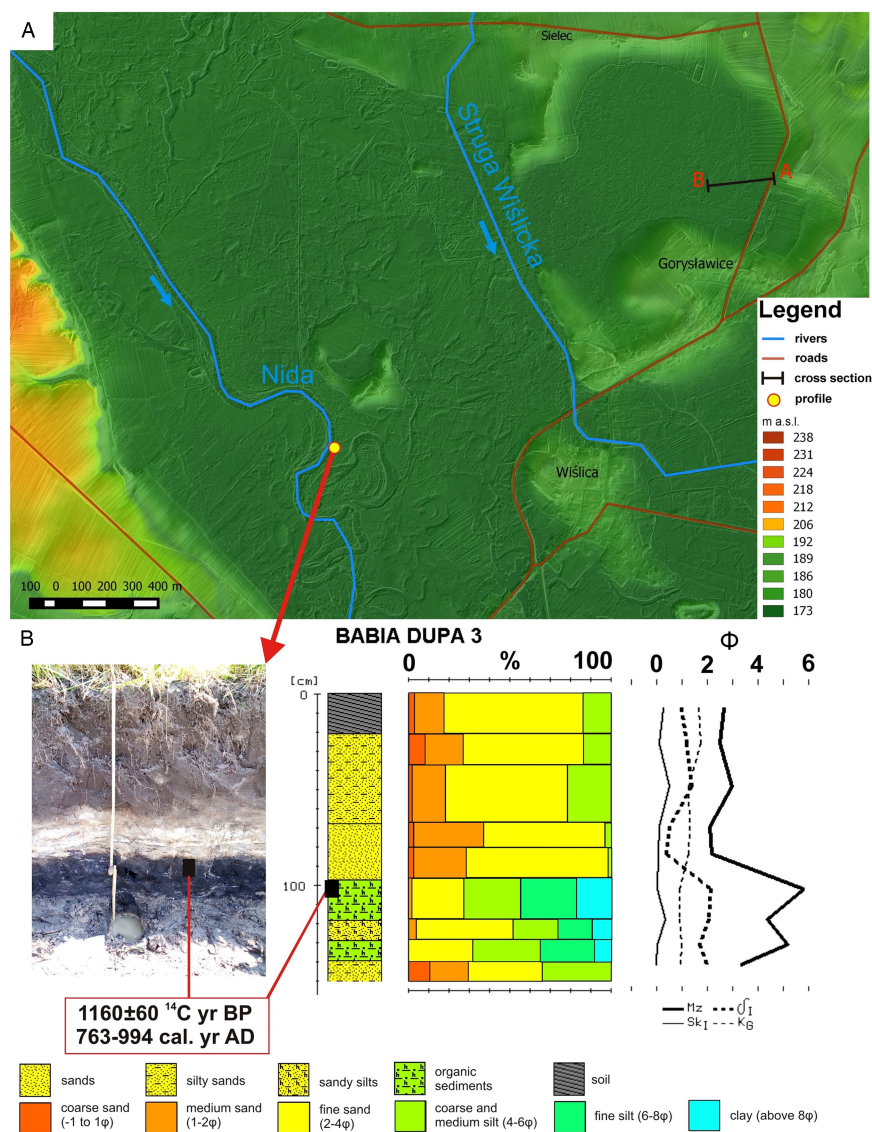 A
Sielec
Struga Wiślicka
B
A
Gorysławice
Nida
Wiślica
Legend
rivers
roads
cross section
profile
m a.s.l.
238
231
224
218
212
206
192
189
186
180
173
100 0 100 200 300 400 m
B
BABIA DUPA 3
[cm]
0
100
0 % 100
Φ
0 2 4 6
Mz
SkI
KG
1160±60 ¹⁴C yr BP
763-994 cal. yr AD
sands
silty sands
sandy silts
organic
sediments
soil
coarse sand
(-1 to 1φ)
medium sand
(1-2φ)
fine sand
(2-4φ)
coarse and
medium silt (4-6φ)
fine silt (6-8φ)
clay (above 8φ)